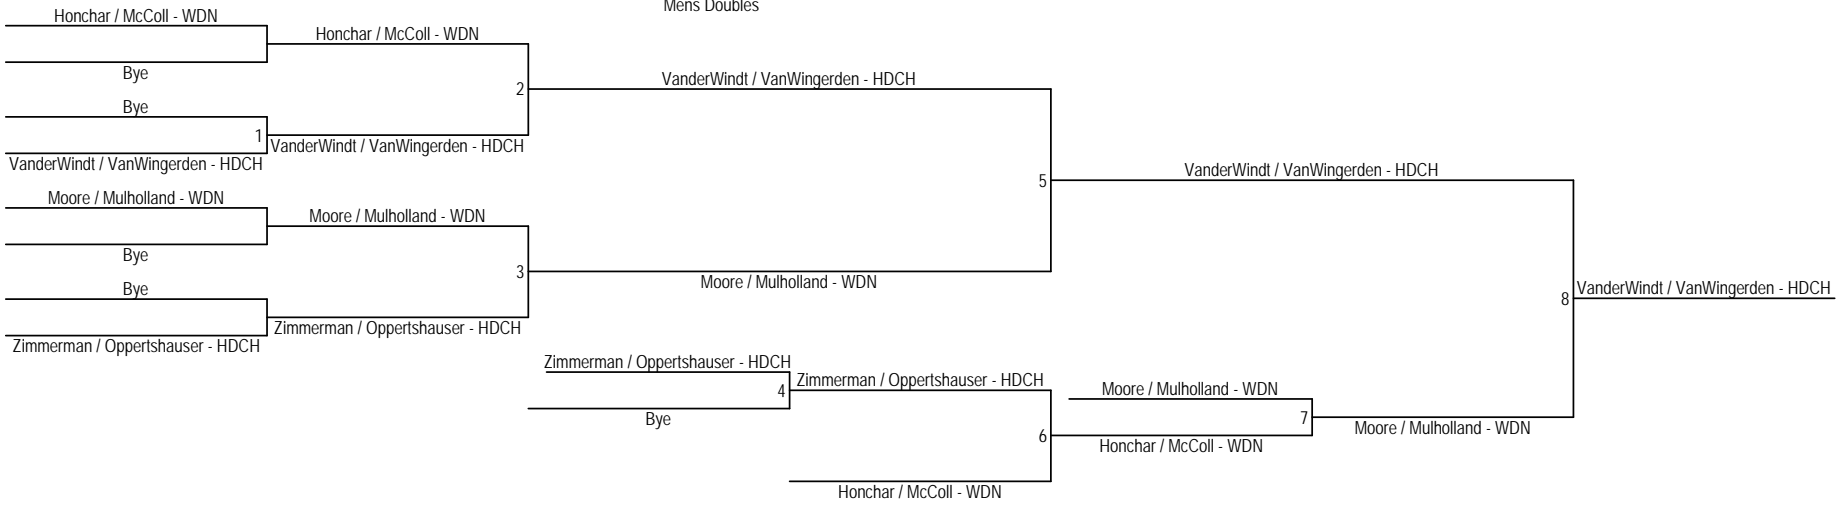 Mens Doubles
Honchar / McColl - WDN
Honchar / McColl - WDN
Bye
2
VanderWindt / VanWingerden - HDCH
Bye
1
VanderWindt / VanWingerden - HDCH
VanderWindt / VanWingerden - HDCH
5
VanderWindt / VanWingerden - HDCH
Moore / Mulholland - WDN
Moore / Mulholland - WDN
Bye
3
Moore / Mulholland - WDN
Bye
8
VanderWindt / VanWingerden - HDCH
Zimmerman / Oppertshauser - HDCH
Zimmerman / Oppertshauser - HDCH
Zimmerman / Oppertshauser - HDCH
4
Zimmerman / Oppertshauser - HDCH
Bye
Moore / Mulholland - WDN
7
Moore / Mulholland - WDN
6
Honchar / McColl - WDN
Honchar / McColl - WDN